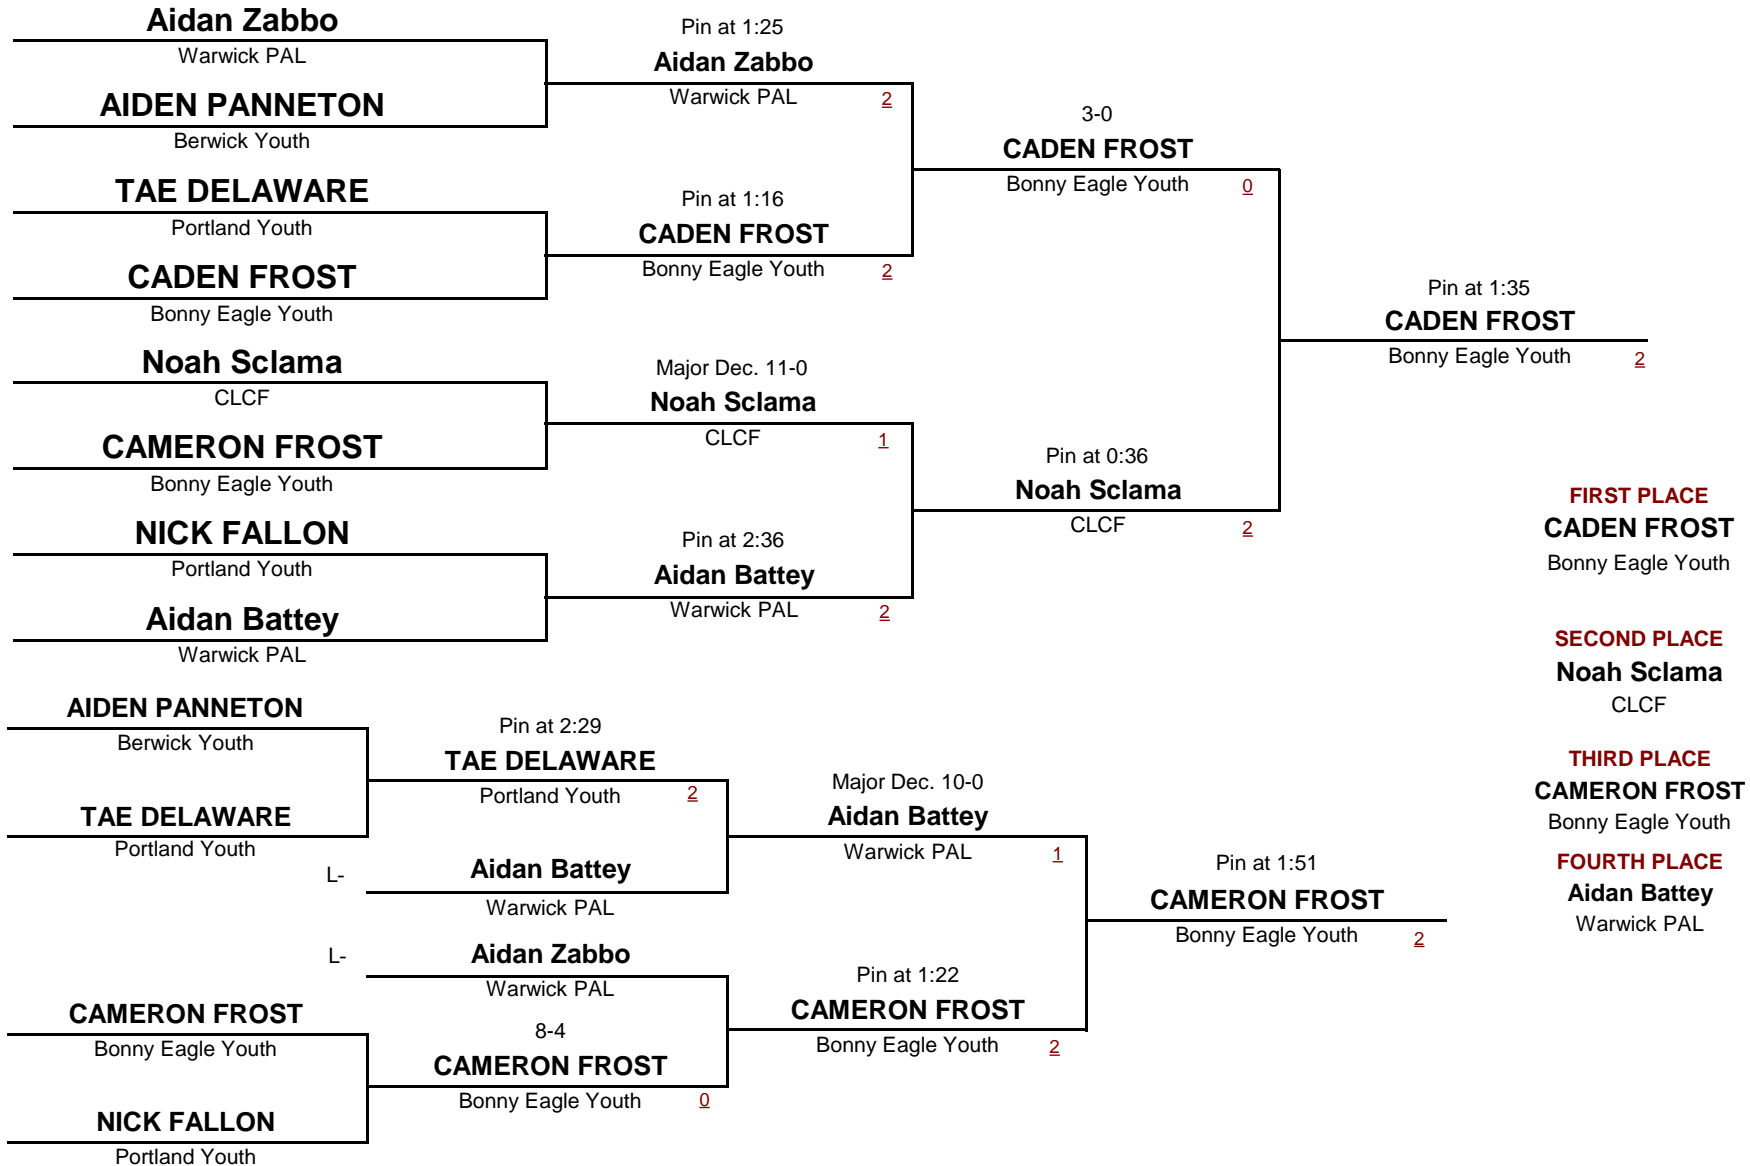 Aidan Zabbo
Warwick PAL
AIDEN PANNETON
Berwick Youth
TAE DELAWARE
Portland Youth
CADEN FROST
Bonny Eagle Youth
Noah Sclama
CLCF
CAMERON FROST
Bonny Eagle Youth
NICK FALLON
Portland Youth
Aidan Battey
Warwick PAL
Pin at 1:25
Aidan Zabbo
Warwick PAL 2
Pin at 1:16
CADEN FROST
Bonny Eagle Youth 2
Major Dec. 11-0
Noah Sclama
CLCF 1
Pin at 2:36
Aidan Battey
Warwick PAL 2
3-0
CADEN FROST
Bonny Eagle Youth 0
Pin at 0:36
Noah Sclama
CLCF 2
Pin at 1:35
CADEN FROST
Bonny Eagle Youth 2
FIRST PLACE
CADEN FROST
Bonny Eagle Youth
SECOND PLACE
Noah Sclama
CLCF
THIRD PLACE
CAMERON FROST
Bonny Eagle Youth
FOURTH PLACE
Aidan Battey
Warwick PAL
AIDEN PANNETON
Berwick Youth
TAE DELAWARE
Portland Youth
CAMERON FROST
Bonny Eagle Youth
NICK FALLON
Portland Youth
Pin at 2:29
TAE DELAWARE
Portland Youth 2
L- Aidan Battey
Warwick PAL
L- Aidan Zabbo
Warwick PAL
8-4
CAMERON FROST
Bonny Eagle Youth 0
Major Dec. 10-0
Aidan Battey
Warwick PAL 1
Pin at 1:22
CAMERON FROST
Bonny Eagle Youth 2
Pin at 1:51
CAMERON FROST
Bonny Eagle Youth 2